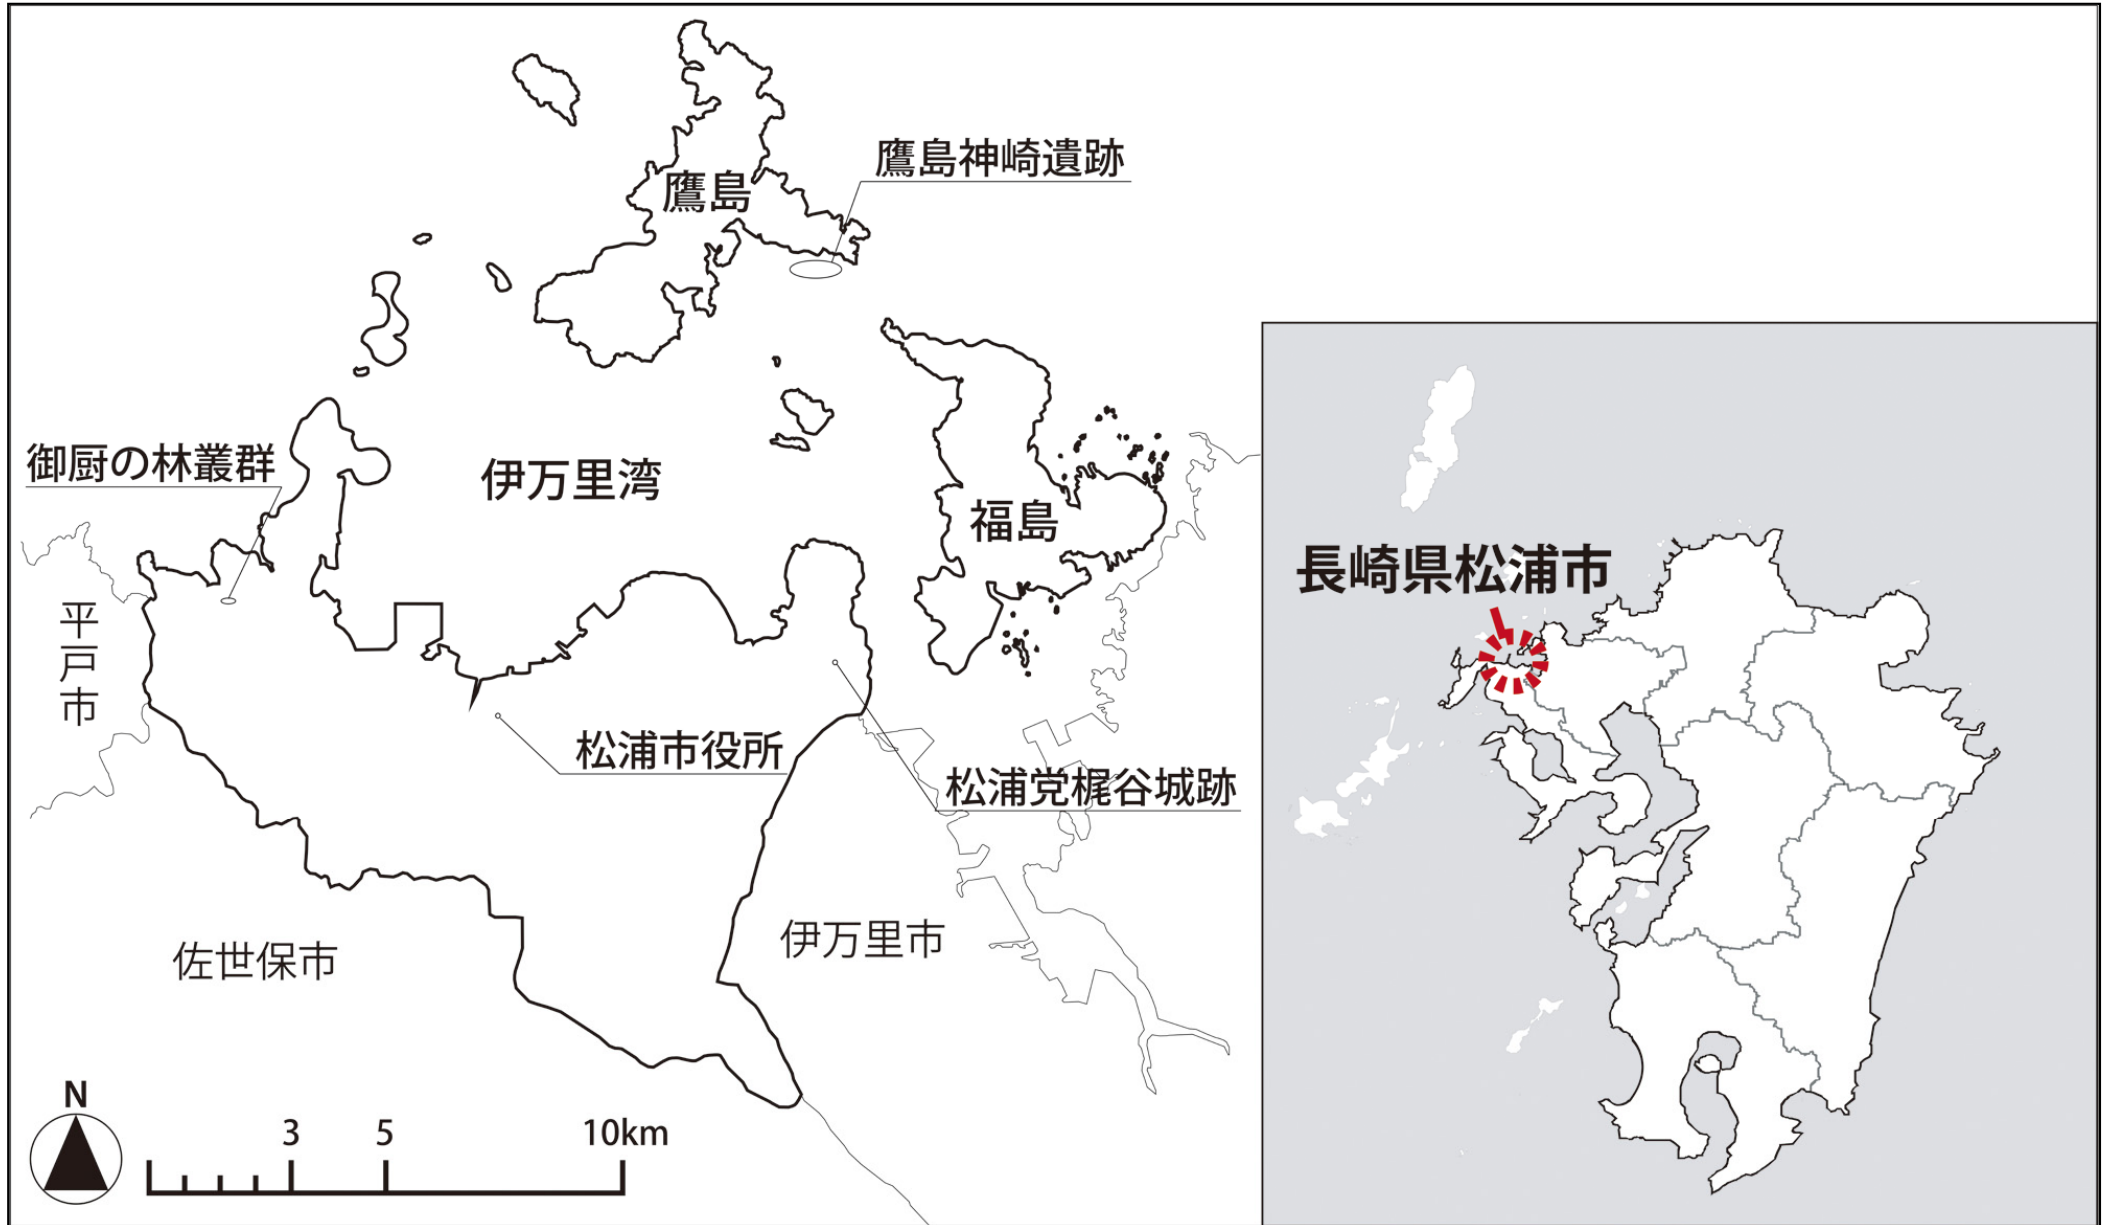 鷹島神崎遺跡
鷹島
御厨の林叢群
伊万里湾
福島
長崎県松浦市
平戸市
松浦市役所
松浦党梶谷城跡
佐世保市
伊万里市
N
3 5 10km